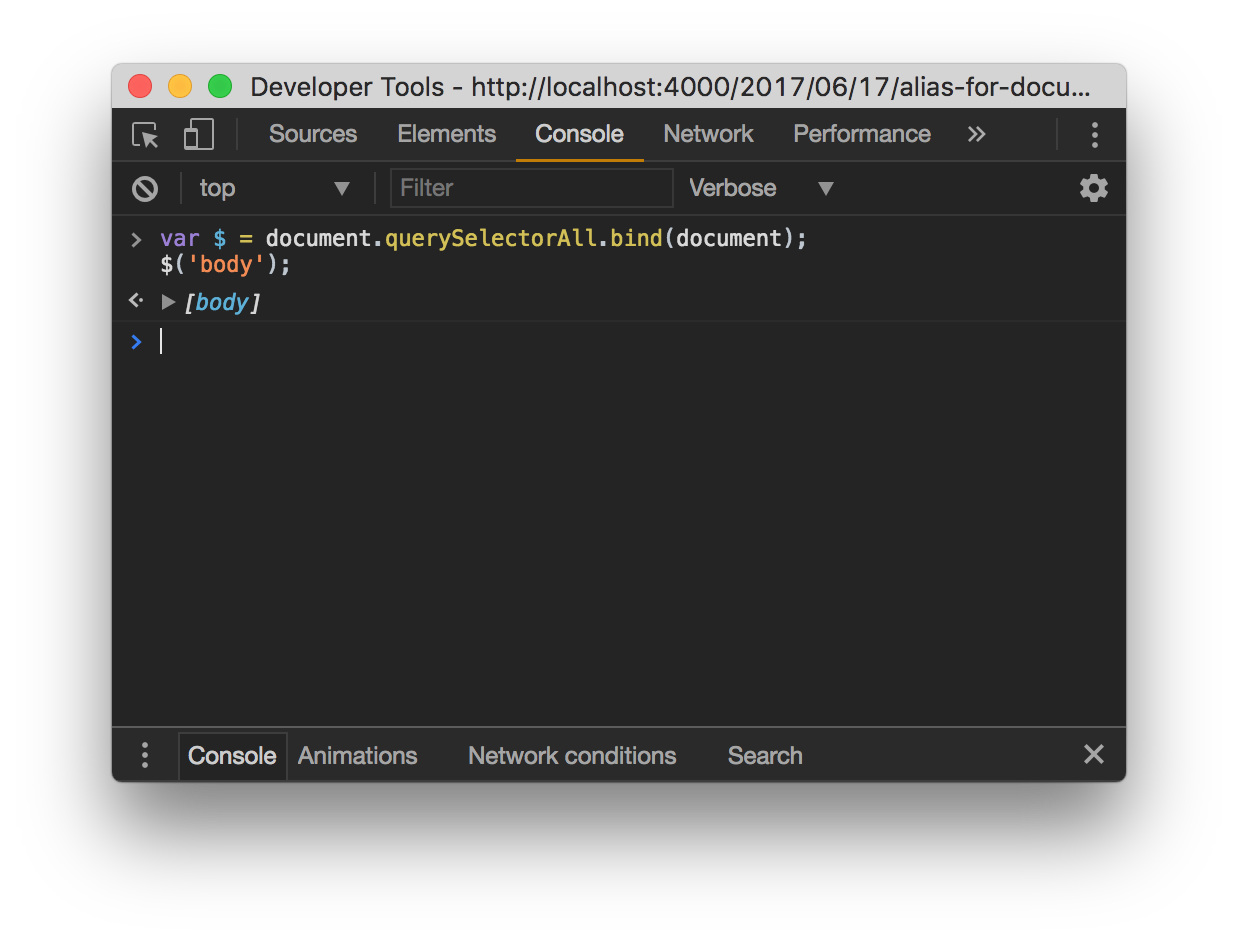 Developer Tools - http://localhost:4000/2017/06/17/alias-for-docu...
Sources Elements Console Network Performance »
top Filter Verbose
> var $ = document.querySelectorAll.bind(document);
$('body');
[body]
>
Console Animations Network conditions Search